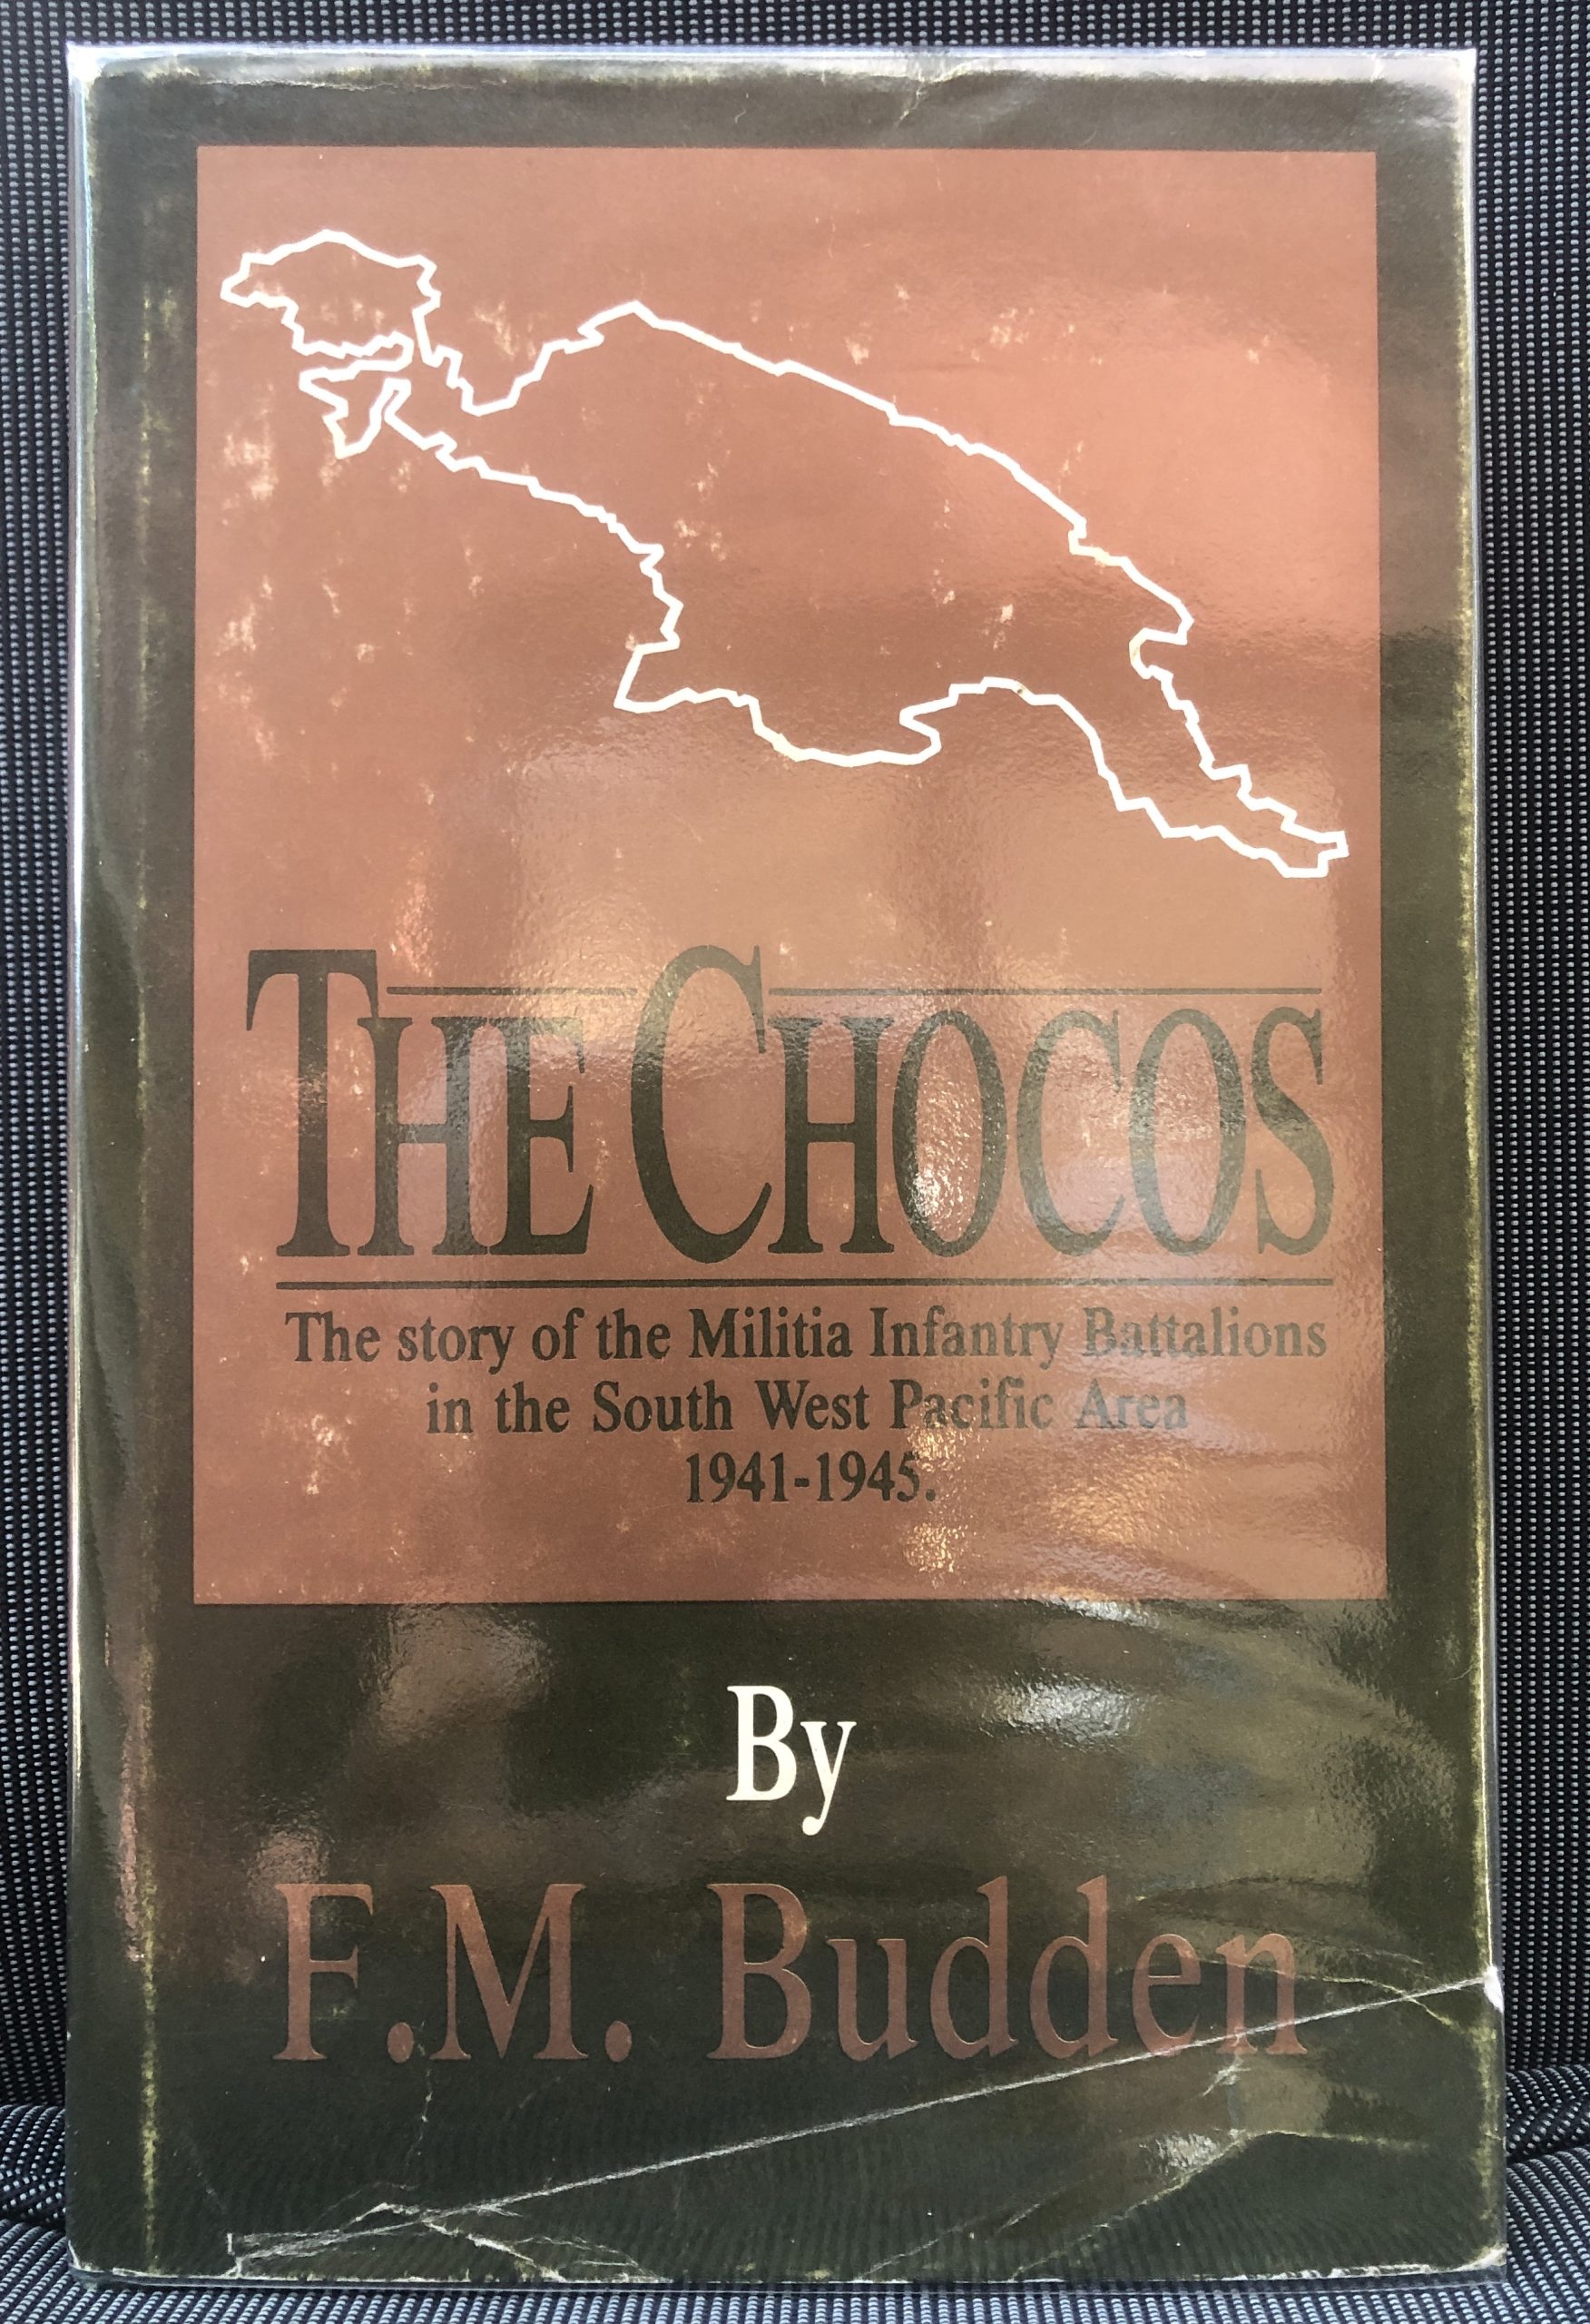 THE CHOCOS
The story of the Militia Infantry Battalions
in the South West Pacific Area
1941-1945.
By
F.M. Budden